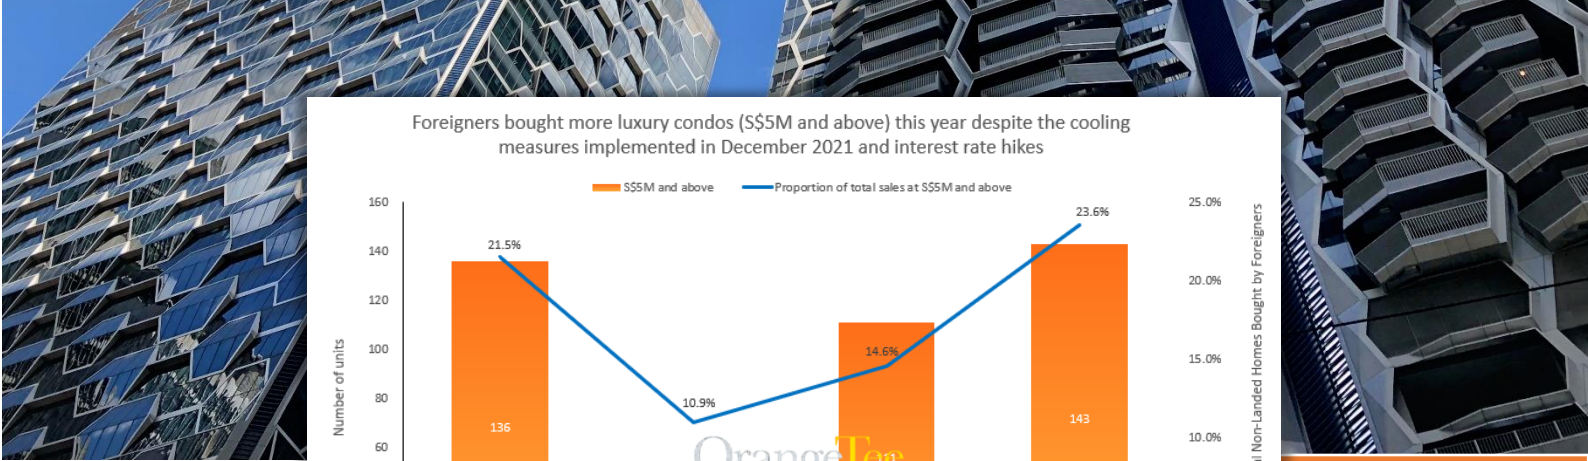 Foreigners bought more luxury condos (S$5M and above) this year despite the cooling
measures implemented in December 2021 and interest rate hikes
S$5M and above
Proportion of total sales at S$5M and above
160
140
120
100
80
60
Number of units
21.5%
10.9%
14.6%
23.6%
136
143
25.0%
20.0%
15.0%
10.0%
Non-Landed Homes Bought by Foreigners
OrangeTee